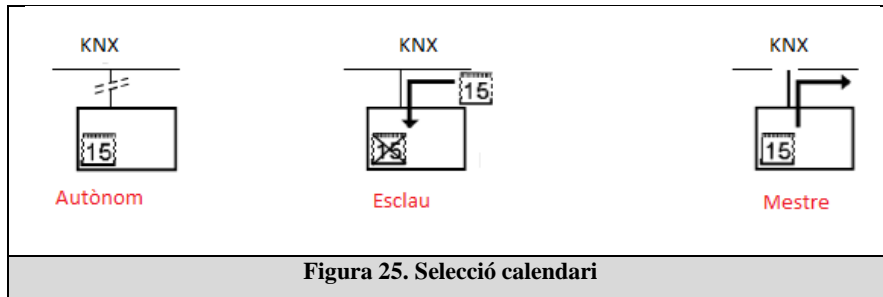 KNX KNX KNX
15
15 15 15
Autònom Esclau Mestre
Figura 25. Selecció calendari